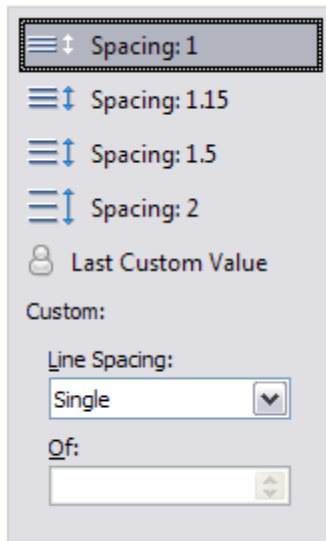 Spacing: 1
Spacing: 1.15
Spacing: 1.5
Spacing: 2
Last Custom Value
Custom:
Line Spacing:
Single
Of: